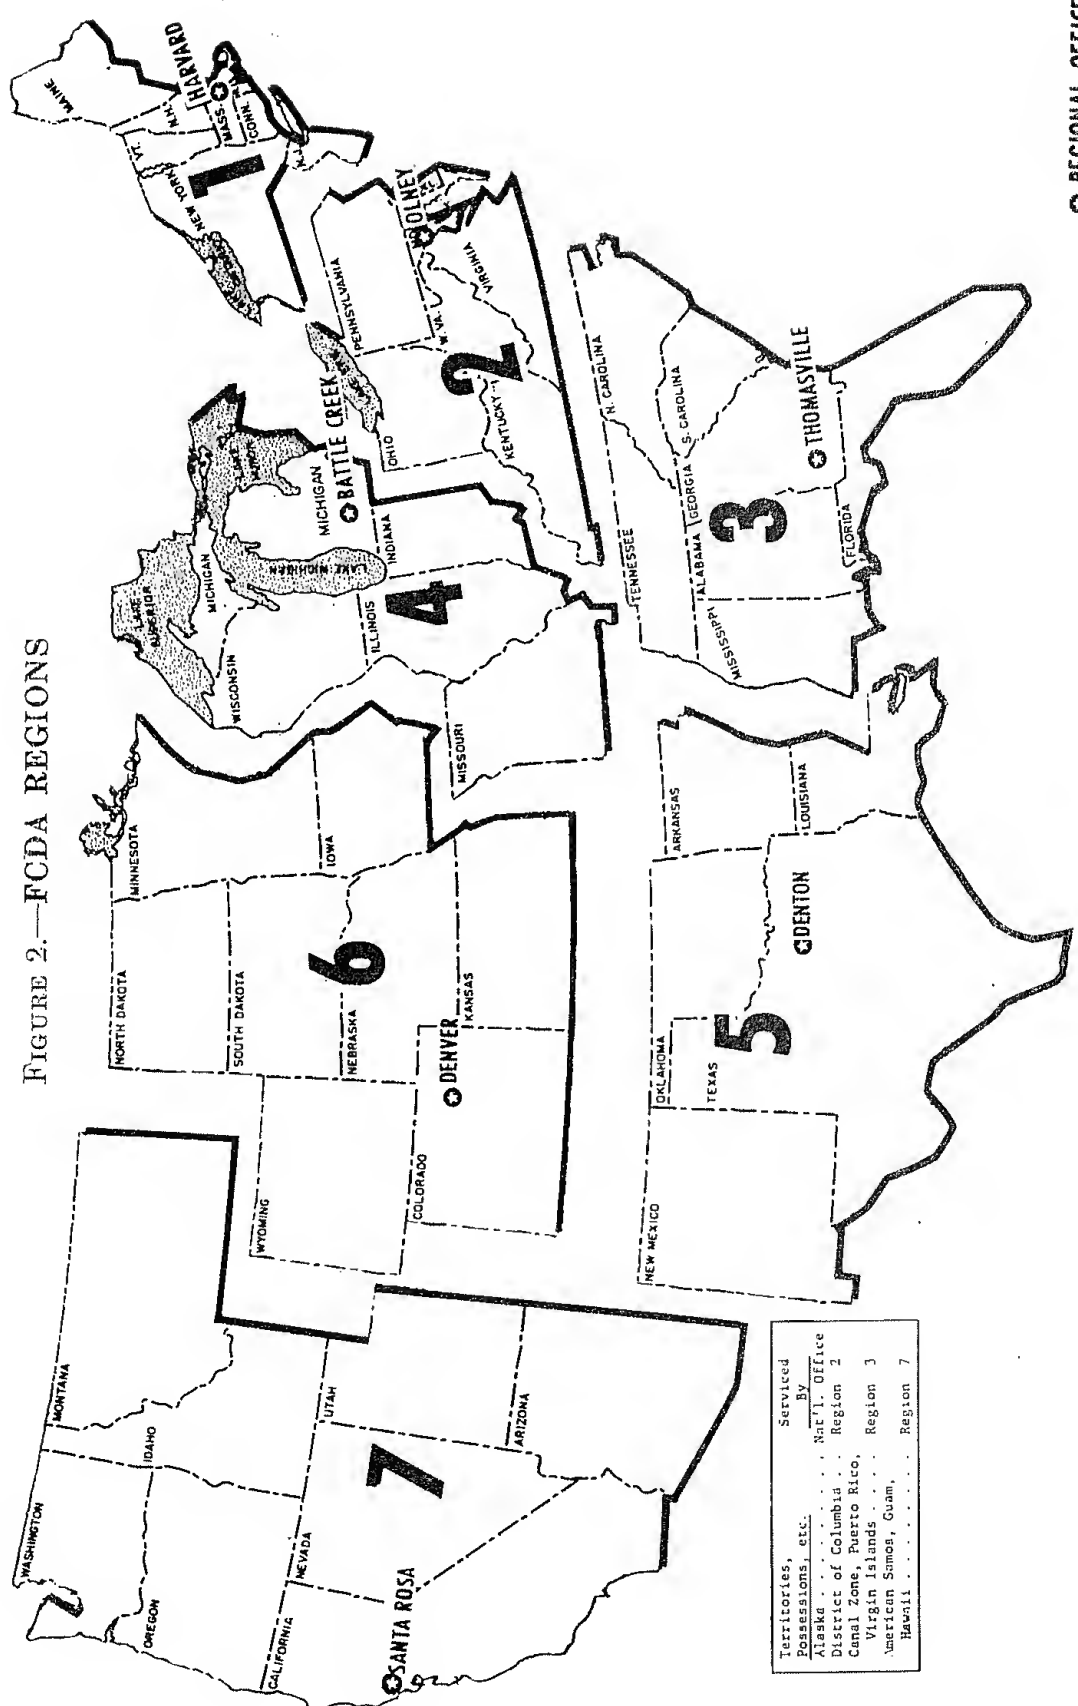 FIGURE 2.—FCDA REGIONS
WASHINGTON
MONTANA
OREGON
IDAHO
CALIFORNIA
NEVADA
UTAH
ARIZONA
7
SANTA ROSA
NORTH DAKOTA
MINNESOTA
SOUTH DAKOTA
IOWA
WYOMING
NEBRASKA
6
COLORADO
DENVER
KANSAS
LAKE SUPERIOR
MICHIGAN
WISCONSIN
LAKE MICHIGAN
LAKE HURON
MICHIGAN
BATTLE CREEK
ILLINOIS
INDIANA
4
MISSOURI
MAINE
VT.
N.H.
HARVARD
MASS.
CONN.
NEW YORK
1
N.J.
PENNSYLVANIA
OLNEY
OHIO
W. VA.
VIRGINIA
2
KENTUCKY
TENNESSEE
N. CAROLINA
S. CAROLINA
MISSISSIPPI
ALABAMA
GEORGIA
3
THOMASVILLE
FLORIDA
NEW MEXICO
OKLAHOMA
ARKANSAS
TEXAS
5
DENTON
LOUISIANA
Territories, Serviced
Possessions, etc. By
Alaska . . . . . . . . . Nat'l. Office
District of Columbia . . Region 2
Canal Zone, Puerto Rico,
Virgin Islands . . . . . Region 3
American Samoa, Guam,
Hawaii . . . . . . . . . Region 7
REGIONAL OFFICE